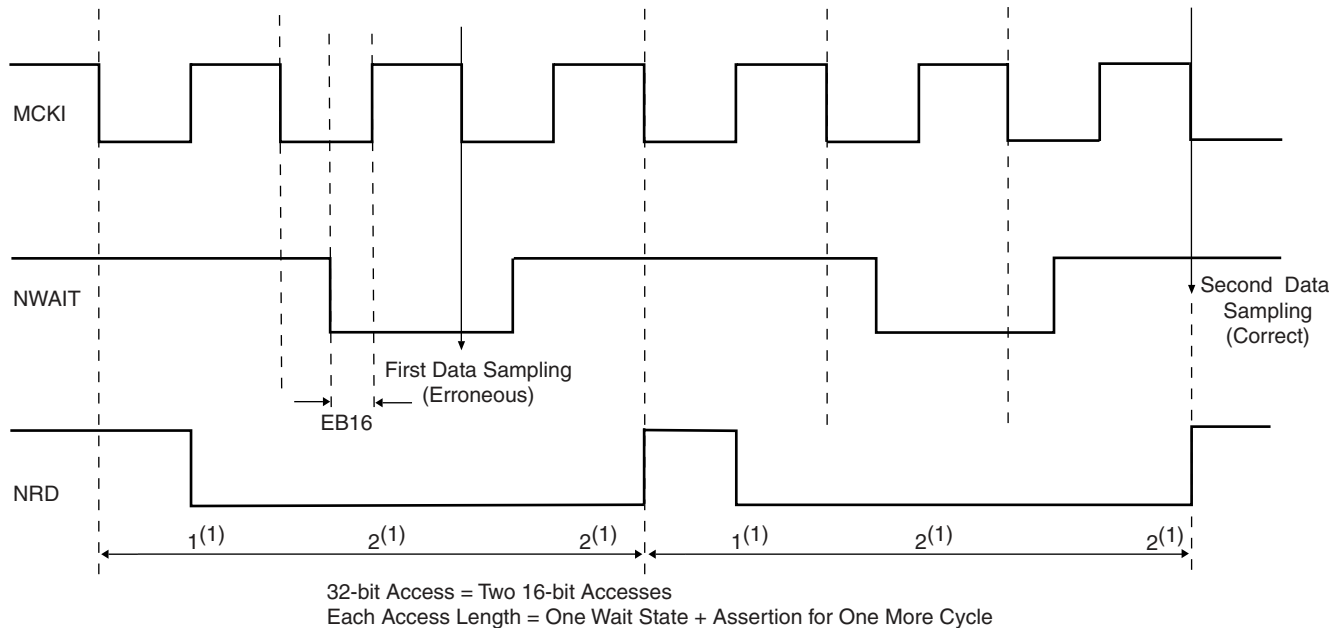 MCKI
NWAIT
Second Data
Sampling
(Correct)
First Data Sampling
(Erroneous)
EB16
NRD
1(1) 2(1) 2(1) 1(1) 2(1) 2(1)
32-bit Access = Two 16-bit Accesses
Each Access Length = One Wait State + Assertion for One More Cycle